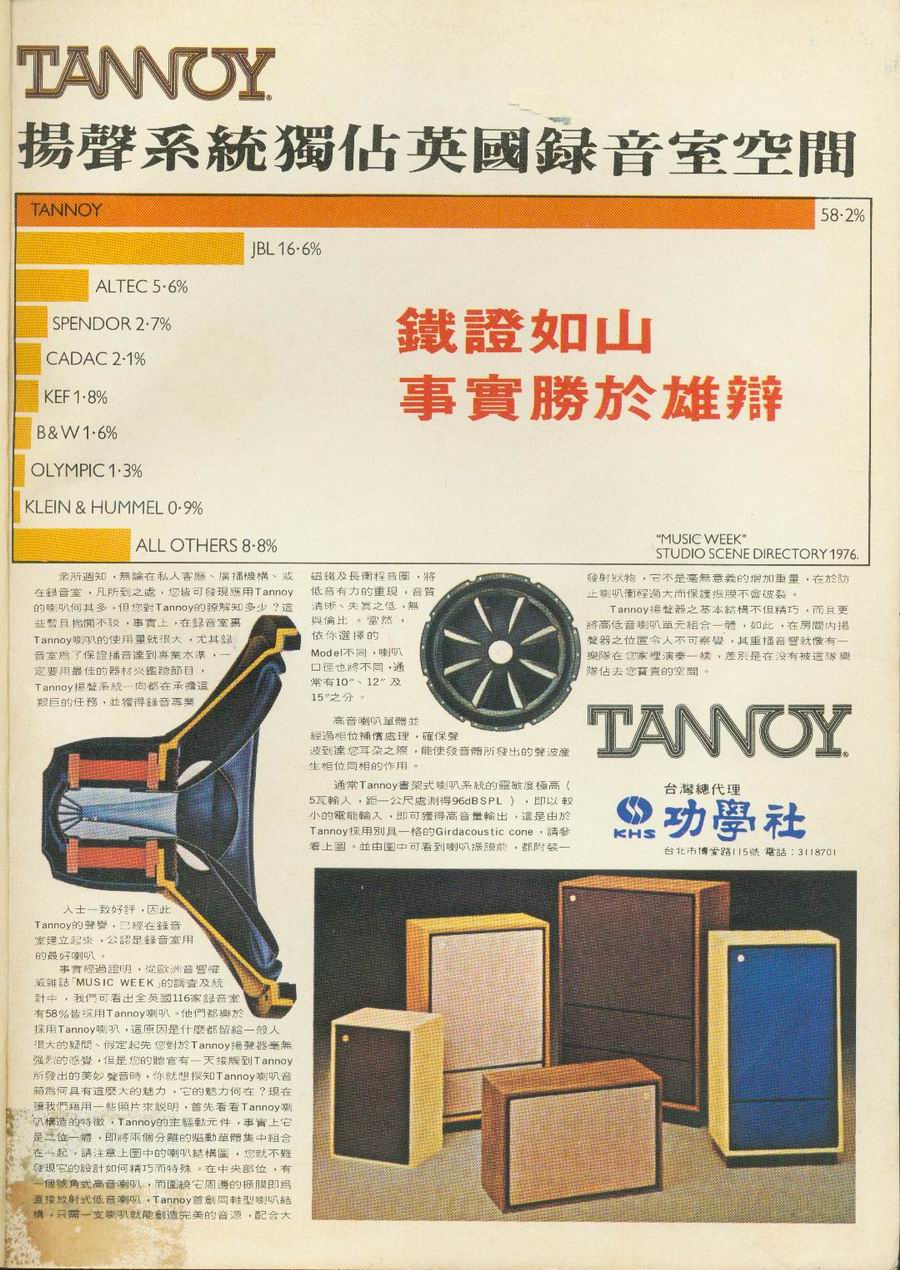 TANNOY
揚聲系統獨佔英國録音室空間
TANNOY
58·2%
JBL 16·6%
ALTEC 5·6%
SPENDOR 2·7%
CADAC 2·1%
KEF 1·8%
B&W 1·6%
OLYMPIC 1·3%
KLEIN & HUMMEL 0·9%
ALL OTHERS 8·8%
鐵證如山
事實勝於雄辯
"MUSIC WEEK"
STUDIO SCENE DIRECTORY 1976.
衆所週知，無論在私人客廳、廣播機構、或
在録音室，凡所到之處，您皆可發現應用Tannoy
的喇叭何其多，但您對Tannoy的瞭解知多少？這
些暫且撇開不談，事實上，在録音室裏
Tannoy喇叭的使用量就很大，尤其録
音室爲了保證播音達到專業水準，一
定要用最佳的器材來鑑聽節目，
Tannoy揚聲系統一向都在承擔這
艱巨的任務，並獲得録音專業
人士一致好評，因此
Tannoy的聲譽，已經在録音
室建立起來，公認是録音室用
的最好喇叭。
事實經過證明，從歐洲音響權
威雜誌「MUSIC WEEK」的調査及統
計中，我們可看出全英國116家録音室
有58%皆採用Tannoy喇叭。他們都樂於
採用Tannoy喇叭，這原因是什麼都留給一般人
很大的疑問、假定起先您對於Tannoy揚聲器毫無
强烈的感覺，但是您的聽官有一天接觸到Tannoy
所發出的美妙聲音時，你就想探知Tannoy喇叭音
箱爲何具有這麼大的魅力，它的魅力何在？現在
讓我們藉用一些照片來説明，首先看看Tannoy喇
叭構造的特徵，Tannoy的主驅動元件，事實上它
是二位一體，即將兩個分離的驅動單體集中組合
在一起，請注意上圖中的喇叭結構圖，您就不難
發現它的設計如何精巧而特殊。在中央部位，有
一個號角式高音喇叭，而圍繞它周邊的振膜即爲
直接放射式低音喇叭，Tannoy首創同軸型喇叭結
構，只需一支喇叭就能創造完美的音源，配合大
磁鐵及長衝程音圈，將
低音有力的重現，音質
清晰、失眞之低，無
與倫比。當然，
依你選擇的
Model不同，喇叭
口徑也將不同，通
常有10″、12″及
15″之分。
高音喇叭單體並
經過相位補償處理，確保聲
波到達您耳朶之際，能使發音體所發出的聲波產
生相位同相的作用。
通常Tannoy書架式喇叭系統的靈敏度極高（
5瓦輸入，距一公尺處測得96dBSPL），即以較
小的電能輸入，即可獲得高音量輸出，這是由於
Tannoy採用別具一格的Girdacoustic cone，請參
看上圖。並由圖中可看到喇叭振膜前，都附裝一
發射狀物，它不是毫無意義的增加重量，在於防
止喇叭衝程過大而保護振膜不會破裂。
Tannoy揚聲器之基本結構不但精巧，而且更
將高低音喇叭單元組合一體，如此，在房間內揚
聲器之位置令人不可察覺，其重播音響就像有一
樂隊在您家裡演奏一樣，差別是在沒有被這隊樂
隊佔去您寶貴的空間。
TANNOY
台灣總代理
KHS 功學社
台北市博愛路115號 電話：3118701